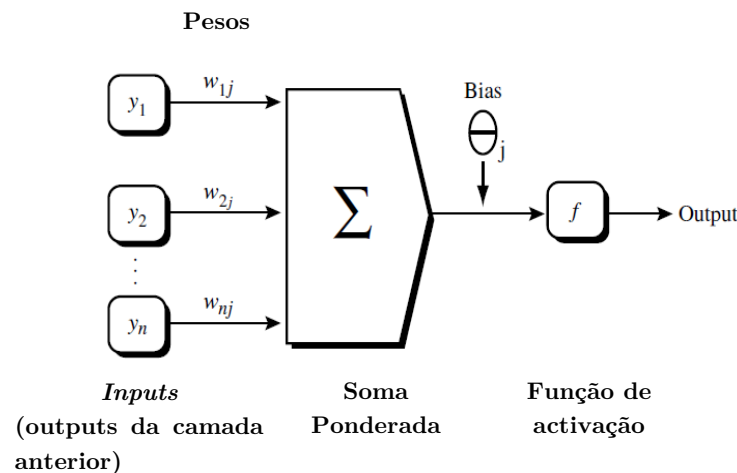 Pesos
w1j
y1
Bias
Θj
w2j
y2
Σ
f
Output
wnj
yn
Inputs
(outputs da camada
anterior)
Soma
Ponderada
Função de
activação